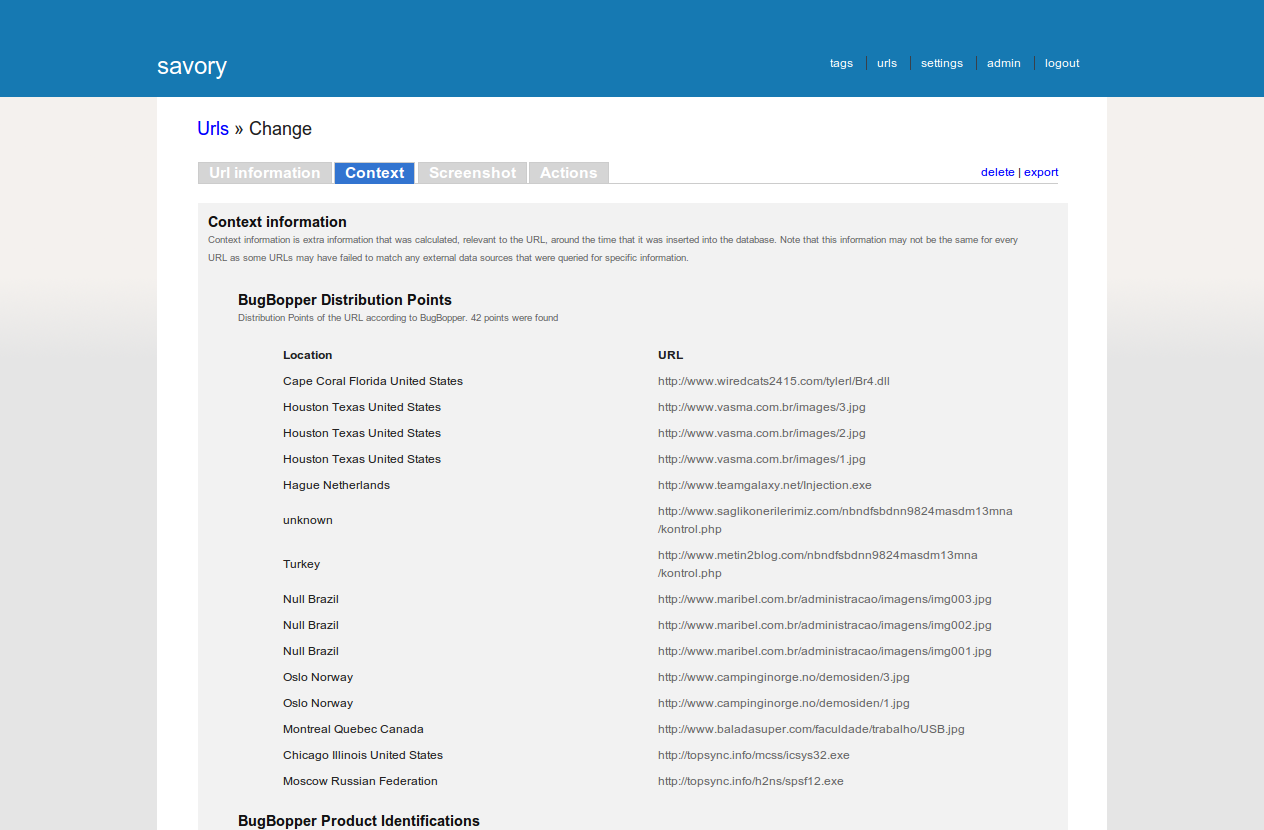 savory
tags urls settings admin logout
Urls » Change
Url information Context Screenshot Actions delete | export
Context information
Context information is extra information that was calculated, relevant to the URL, around the time that it was inserted into the database. Note that this information may not be the same for every
URL as some URLs may have failed to match any external data sources that were queried for specific information.
BugBopper Distribution Points
Distribution Points of the URL according to BugBopper. 42 points were found
Location URL
Cape Coral Florida United States http://www.wiredcats2415.com/tylerl/Br4.dll
Houston Texas United States http://www.vasma.com.br/images/3.jpg
Houston Texas United States http://www.vasma.com.br/images/2.jpg
Houston Texas United States http://www.vasma.com.br/images/1.jpg
Hague Netherlands http://www.teamgalaxy.net/Injection.exe
unknown http://www.saglikonerilerimiz.com/nbndfsbdnn9824masdm13mna
/kontrol.php
Turkey http://www.metin2blog.com/nbndfsbdnn9824masdm13mna
/kontrol.php
Null Brazil http://www.maribel.com.br/administracao/imagens/img003.jpg
Null Brazil http://www.maribel.com.br/administracao/imagens/img002.jpg
Null Brazil http://www.maribel.com.br/administracao/imagens/img001.jpg
Oslo Norway http://www.campinginorge.no/demosiden/3.jpg
Oslo Norway http://www.campinginorge.no/demosiden/1.jpg
Montreal Quebec Canada http://www.baladasuper.com/faculdade/trabalho/USB.jpg
Chicago Illinois United States http://topsync.info/mcss/icsys32.exe
Moscow Russian Federation http://topsync.info/h2ns/spsf12.exe
BugBopper Product Identifications